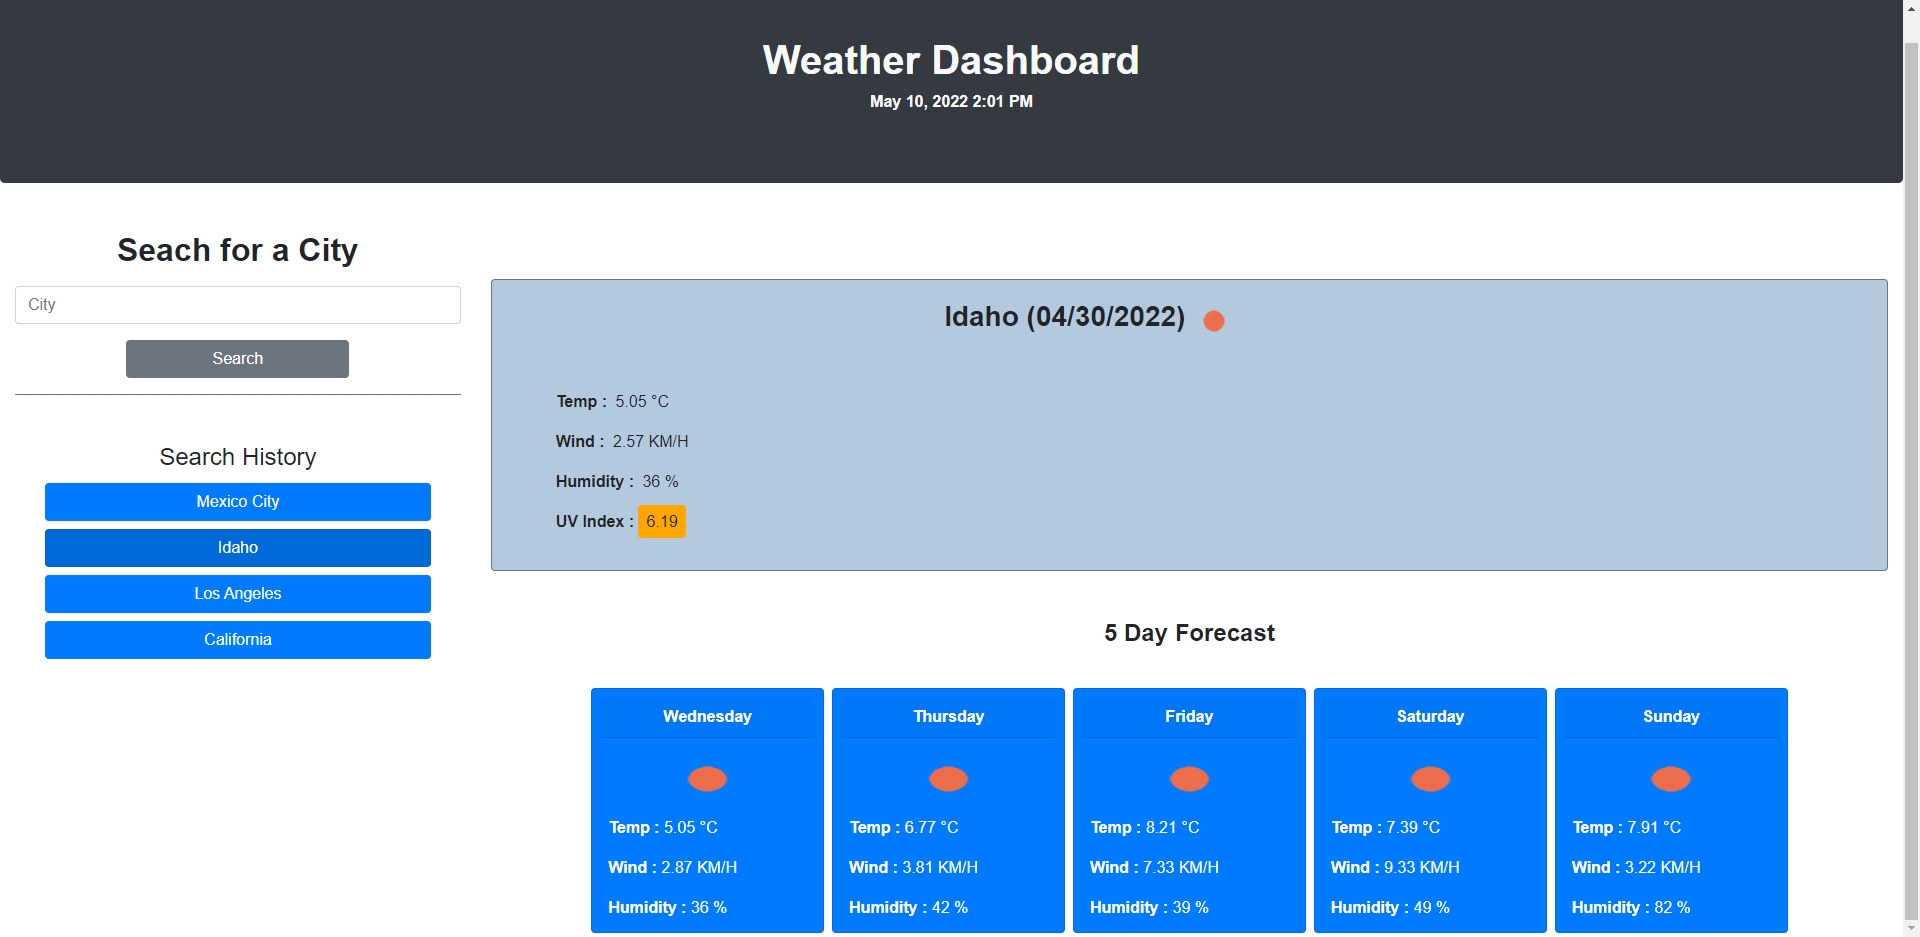 Weather Dashboard
May 10, 2022 2:01 PM
Seach for a City
City
Search
Search History
Mexico City
Idaho
Los Angeles
California
Idaho (04/30/2022)
Temp : 5.05 °C
Wind : 2.57 KM/H
Humidity : 36 %
UV Index : 6.19
5 Day Forecast
Wednesday
Temp : 5.05 °C
Wind : 2.87 KM/H
Humidity : 36 %
Thursday
Temp : 6.77 °C
Wind : 3.81 KM/H
Humidity : 42 %
Friday
Temp : 8.21 °C
Wind : 7.33 KM/H
Humidity : 39 %
Saturday
Temp : 7.39 °C
Wind : 9.33 KM/H
Humidity : 49 %
Sunday
Temp : 7.91 °C
Wind : 3.22 KM/H
Humidity : 82 %